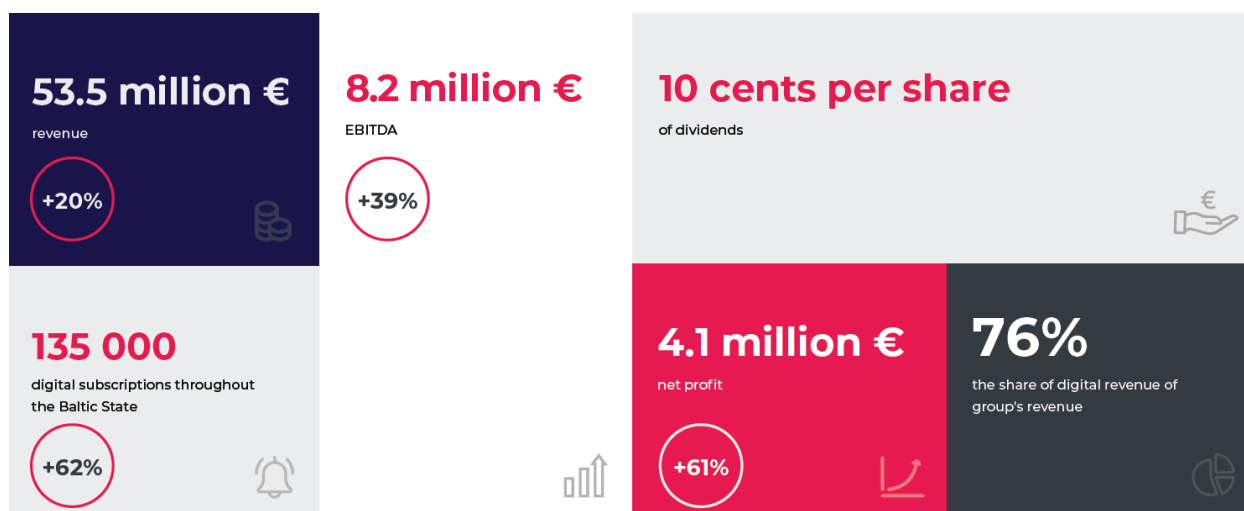 53.5 million €
revenue
+20%
8.2 million €
EBITDA
+39%
10 cents per share
of dividends
€
135 000
digital subscriptions throughout
the Baltic State
+62%
4.1 million €
net profit
+61%
76%
the share of digital revenue of
group's revenue